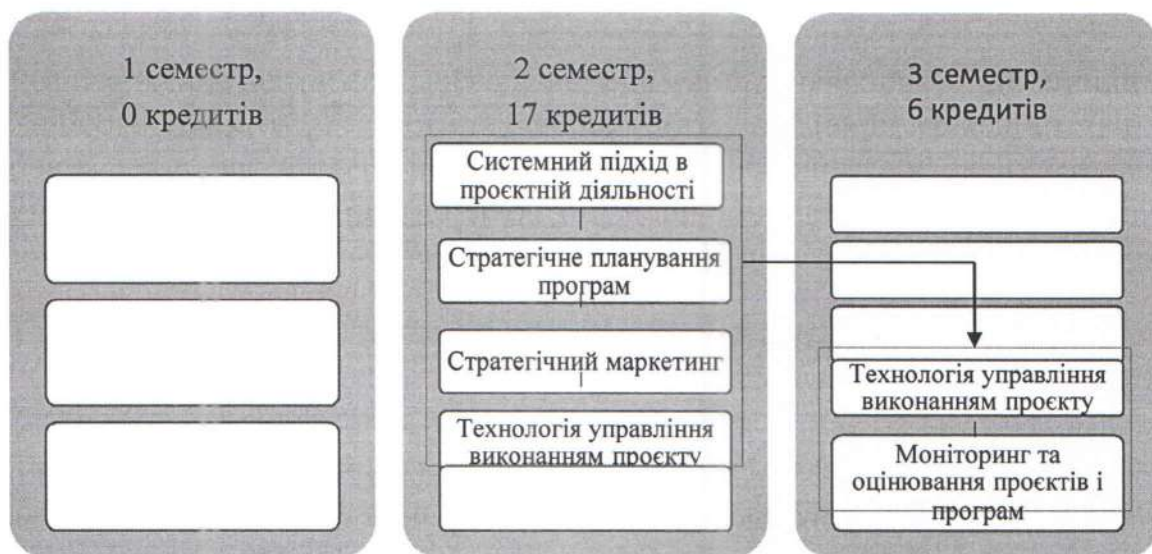 1 семестр,
0 кредитів
2 семестр,
17 кредитів
Системний підхід в
проєктній діяльності
Стратегічне планування
програм
Стратегічний маркетинг
Технологія управління
виконанням проєкту
3 семестр,
6 кредитів
Технологія управління
виконанням проєкту
Моніторинг та
оцінювання проєктів і
програм